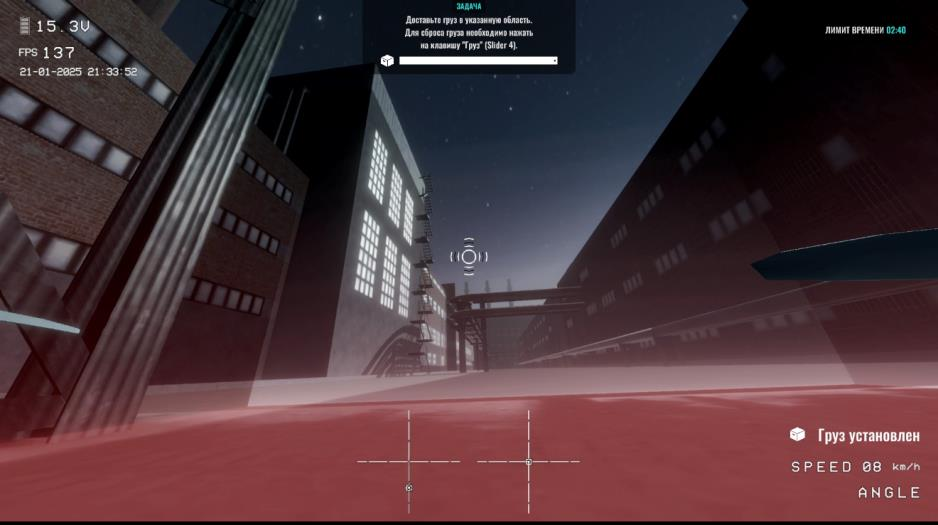 15.3V
FPS 137
21-01-2025 21:33:52
ЗАДАЧА
Доставьте груз в указанную область.
Для сброса груза необходимо нажать
на клавишу "Груз" (Slider 4).
ЛИМИТ ВРЕМЕНИ 02:40
Груз установлен
SPEED 08 km/h
ANGLE